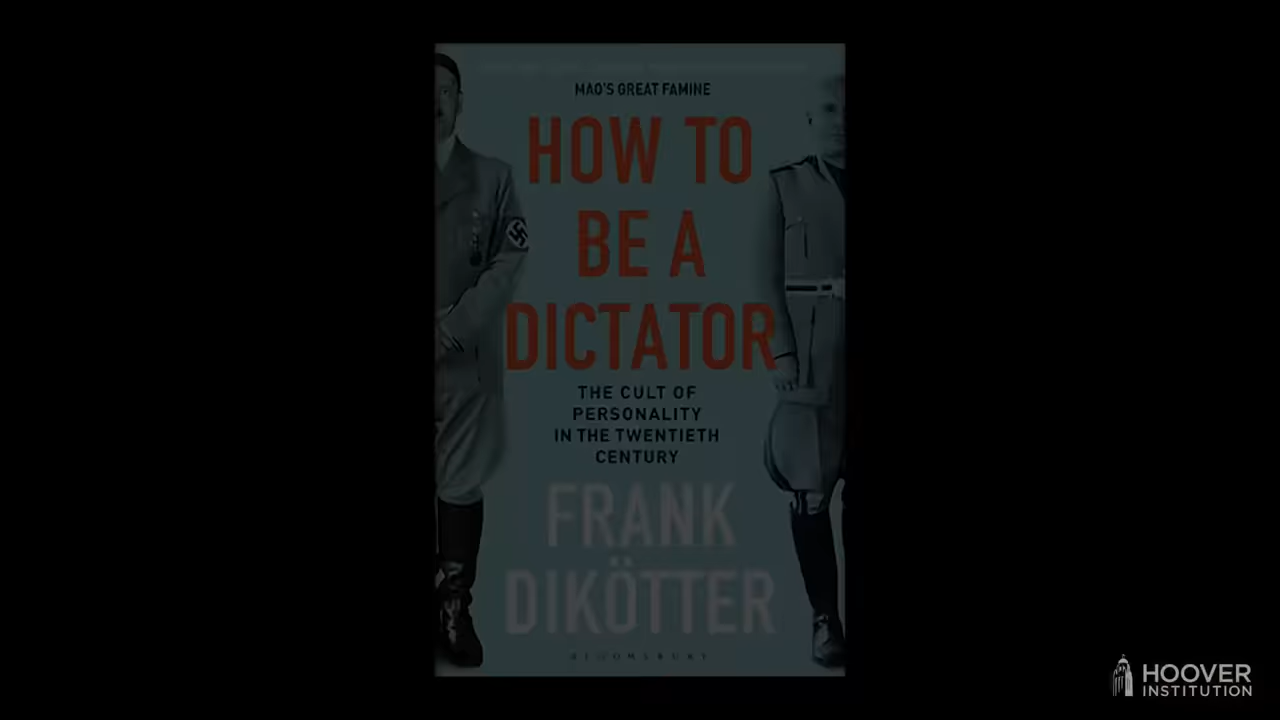 MAO'S GREAT FAMINE
HOW TO
BE A
DICTATOR
THE CULT OF
PERSONALITY
IN THE TWENTIETH
CENTURY
FRANK
DIKÖTTER
BLOOMSBURY
HOOVER
INSTITUTION